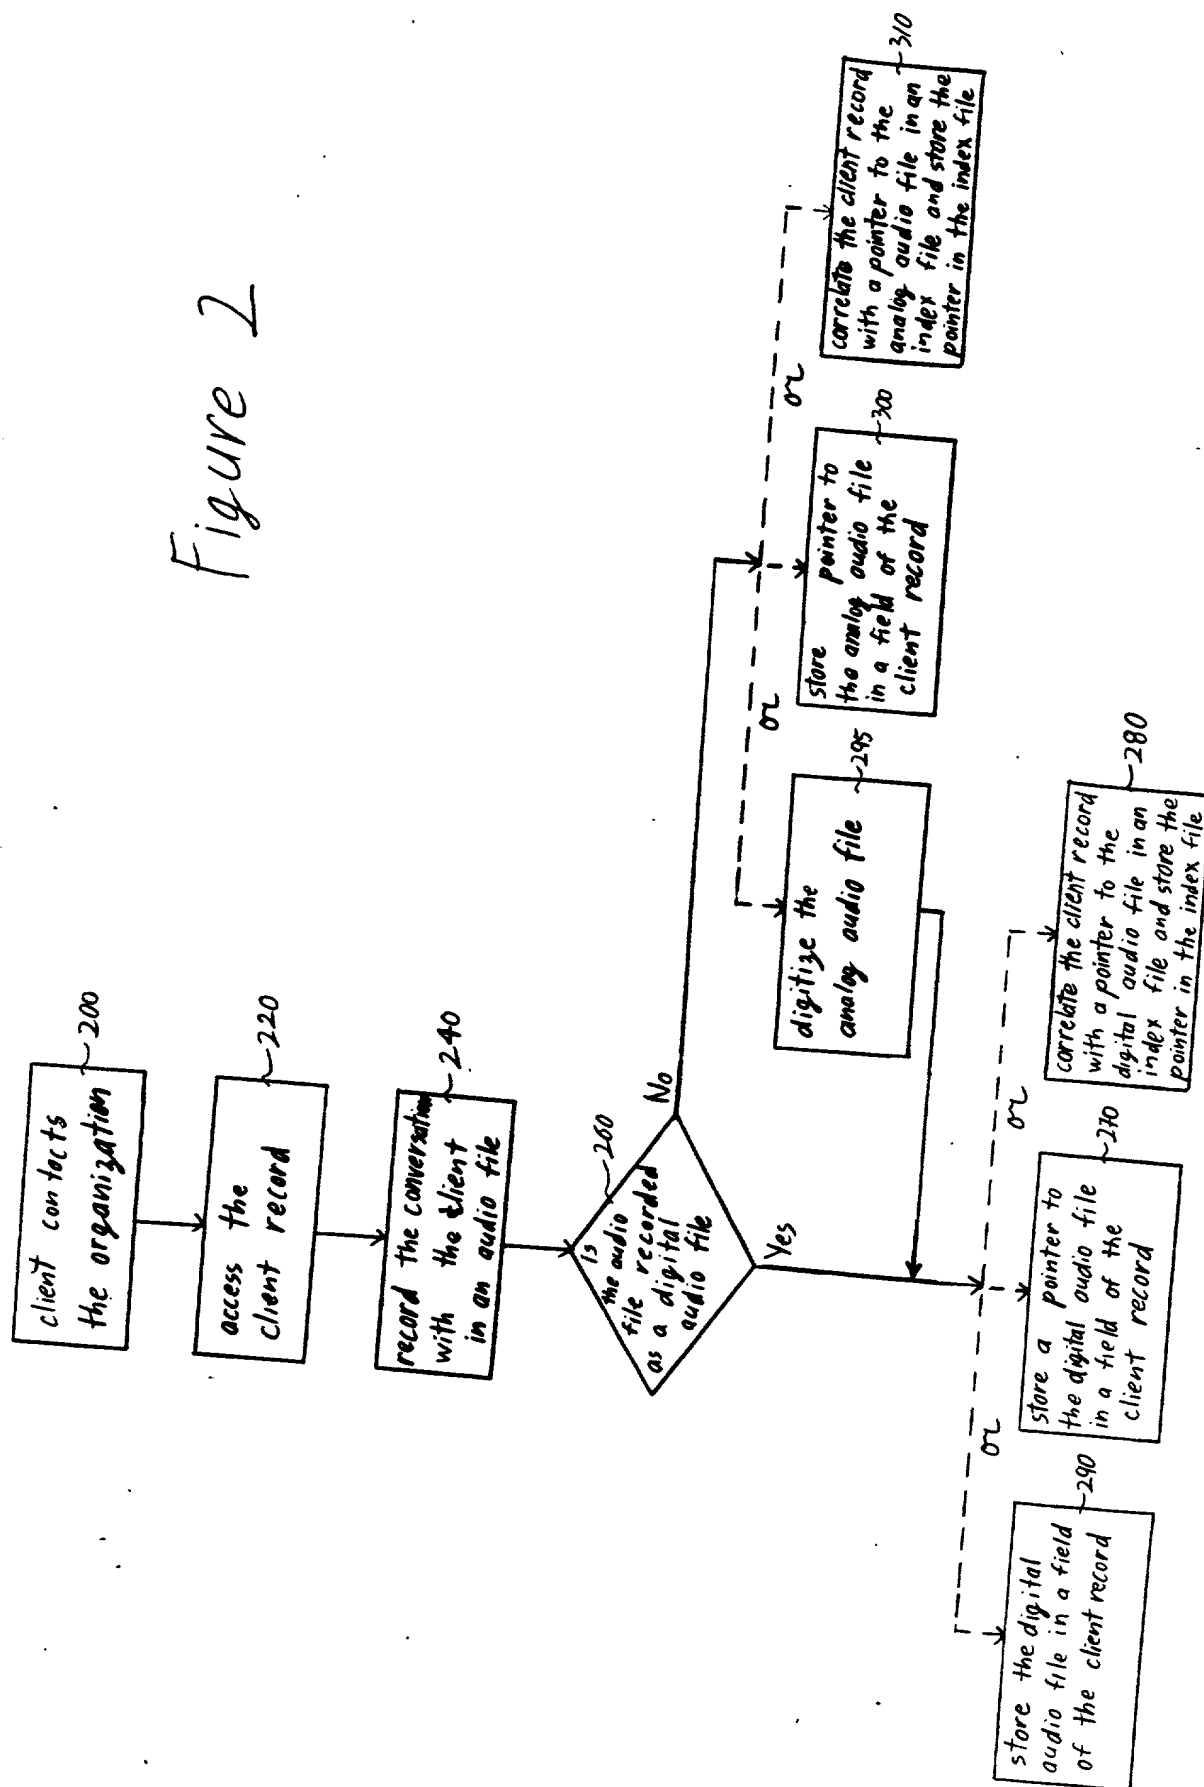 Figure 2
client contacts
the organization
200
access the
client record
220
record the conversation
with the client
in an audio file
240
Is
the audio
file recorded
as a digital
audio file
260
No
Yes
or
or
digitize the
analog audio file
295
store pointer to
the analog audio file
in a field of the
client record
300
correlate the client record
with a pointer to the
analog audio file in an
index file and store the
pointer in the index file
310
or
or
store the digital
audio file in a field
of the client record
290
store a pointer to
the digital audio file
in a field of the
client record
270
correlate the client record
with a pointer to the
digital audio file in an
index file and store the
pointer in the index file
280